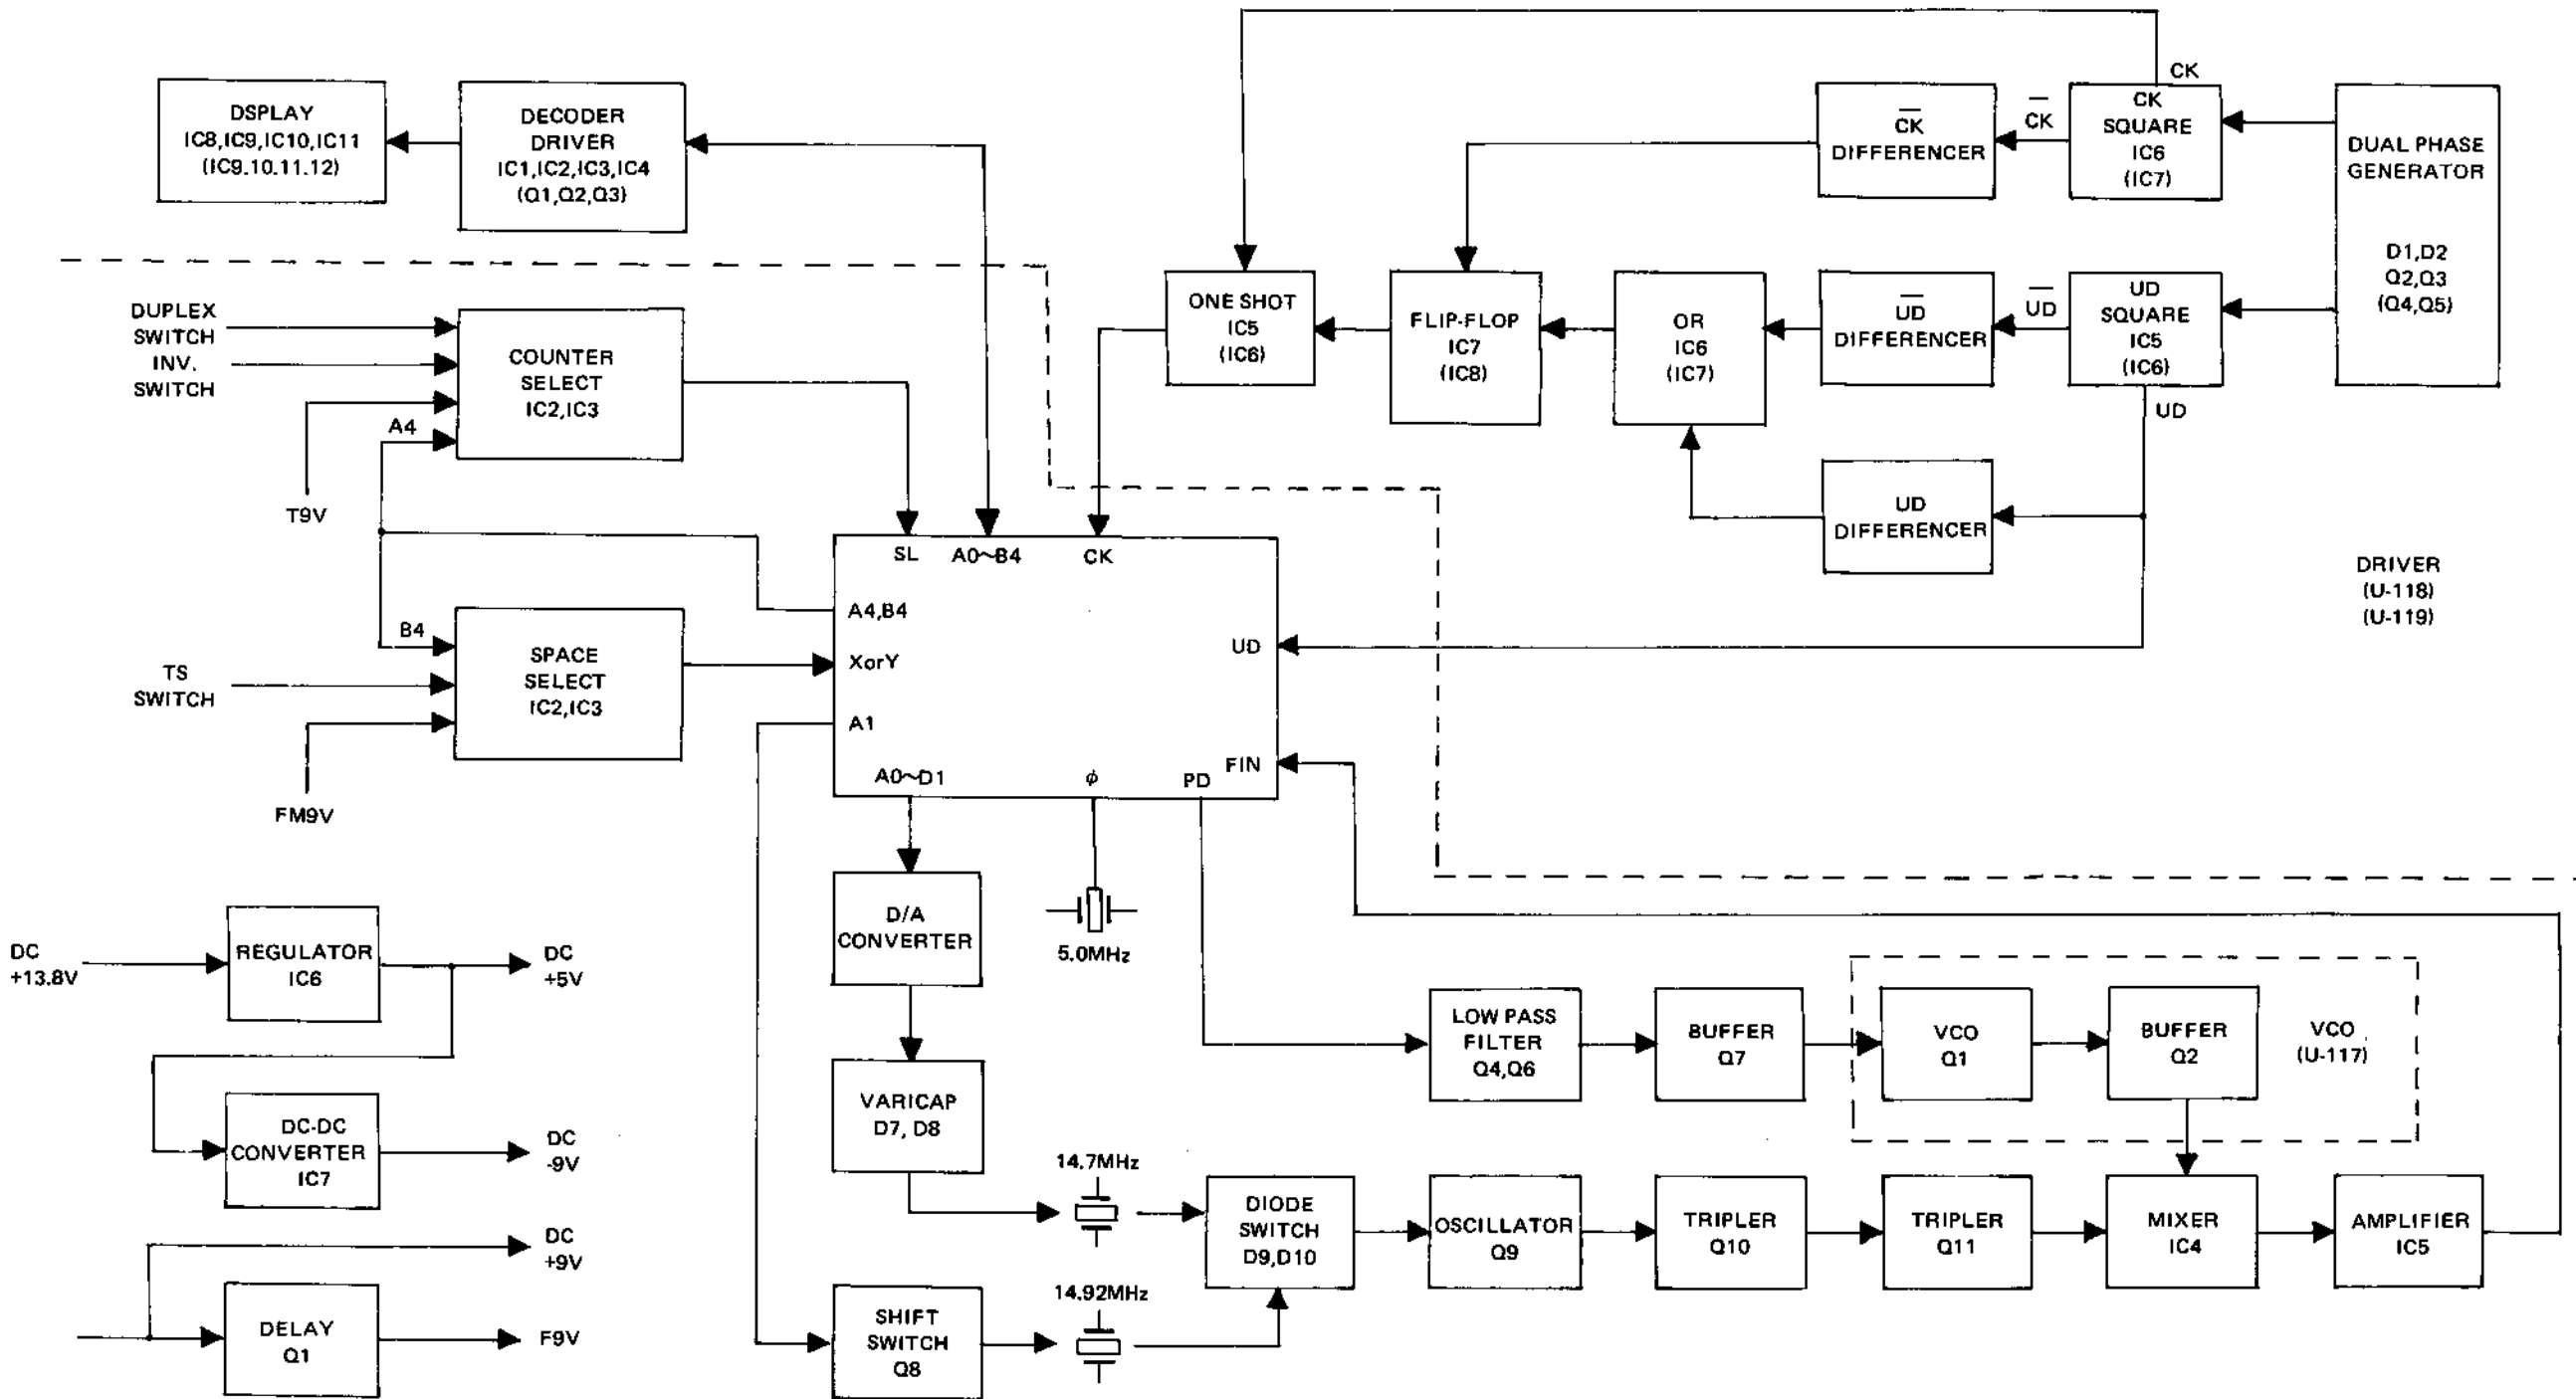 DSPLAY
IC8,IC9,IC10,IC11
(IC9.10.11.12)
DECODER
DRIVER
IC1,IC2,IC3,IC4
(Q1,Q2,Q3)
CK
DIFFERENCER
CK
CK
CK
SQUARE
IC6
(IC7)
DUAL PHASE
GENERATOR
D1,D2
Q2,Q3
(Q4,Q5)
DUPLEX
SWITCH
INV.
SWITCH
A4
T9V
COUNTER
SELECT
IC2,IC3
ONE SHOT
IC5
(IC6)
FLIP-FLOP
IC7
(IC8)
OR
IC6
(IC7)
UD
DIFFERENCER
UD
UD
SQUARE
IC5
(IC6)
UD
UD
DIFFERENCER
DRIVER
(U-118)
(U-119)
SL
A0~B4
CK
A4,B4
XorY
A1
A0~D1
φ
PD
UD
FIN
B4
TS
SWITCH
FM9V
SPACE
SELECT
IC2,IC3
DC
+13.8V
REGULATOR
IC6
DC
+5V
DC-DC
CONVERTER
IC7
DC
-9V
DC
+9V
DELAY
Q1
F9V
D/A
CONVERTER
5.0MHz
VARICAP
D7, D8
SHIFT
SWITCH
Q8
14.7MHz
14.92MHz
DIODE
SWITCH
D9,D10
LOW PASS
FILTER
Q4,Q6
BUFFER
Q7
VCO
Q1
BUFFER
Q2
VCO
(U-117)
OSCILLATOR
Q9
TRIPLER
Q10
TRIPLER
Q11
MIXER
IC4
AMPLIFIER
IC5